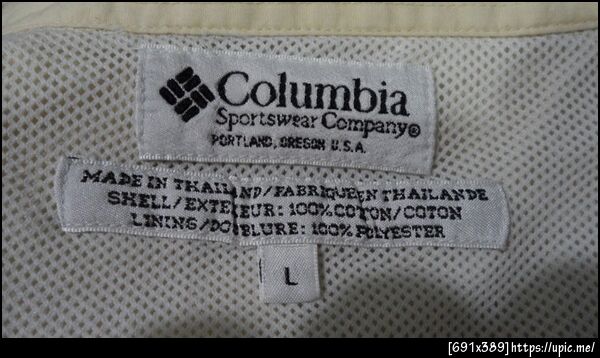 Columbia
Sportswear Company®
PORTLAND, OREGON U.S.A.
MADE IN THAILAND/FABRIQUE EN THAILANDE
SHELL/EXTERIEUR: 100% COTON/COTON
LINING/DOUBLURE: 100% POLYESTER
L
[691x389]https://upic.me/